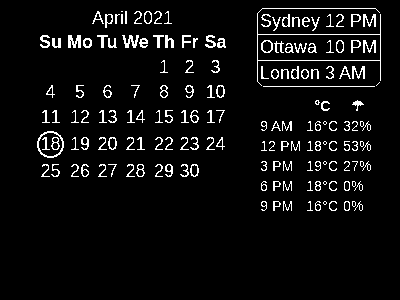 April 2021
Su Mo Tu We Th Fr Sa
1 2 3
4 5 6 7 8 9 10
11 12 13 14 15 16 17
18 19 20 21 22 23 24
25 26 27 28 29 30
Sydney 12 PM
Ottawa 10 PM
London 3 AM
°C ☂
9 AM 16°C 32%
12 PM 18°C 53%
3 PM 19°C 27%
6 PM 18°C 0%
9 PM 16°C 0%